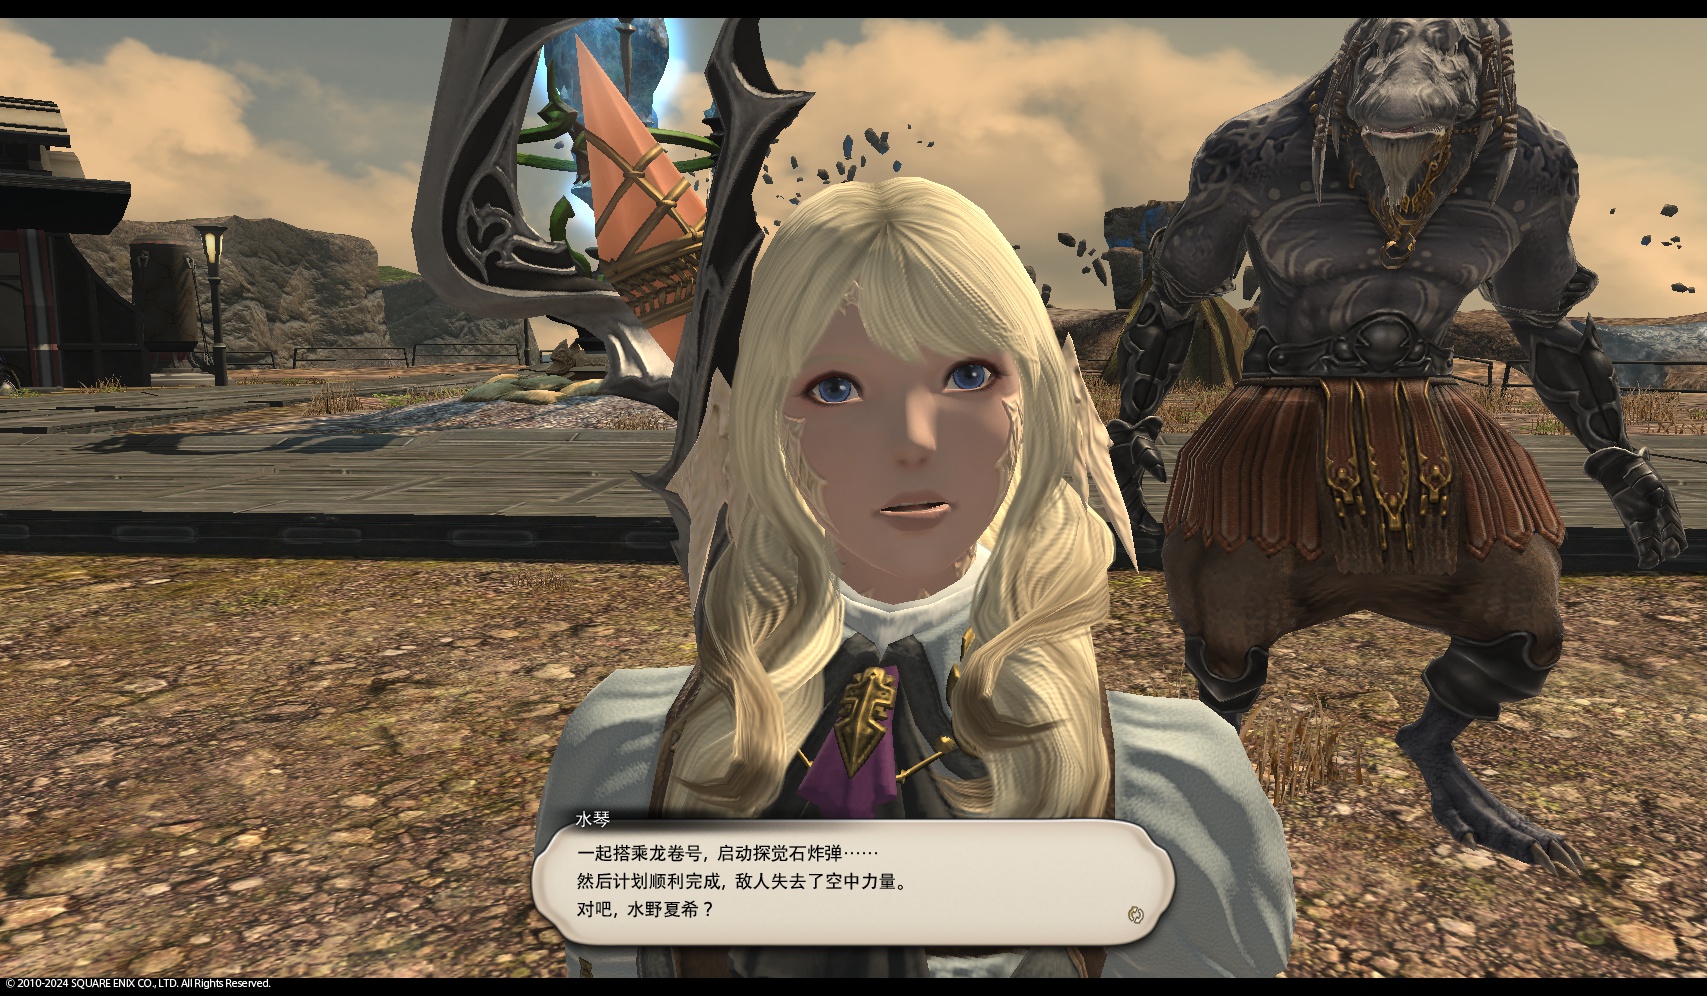 水琴
一起搭乘龙卷号，启动探觉石炸弹……
然后计划顺利完成，敌人失去了空中力量。
对吧，水野夏希？
© 2010-2024 SQUARE ENIX CO., LTD. All Rights Reserved.